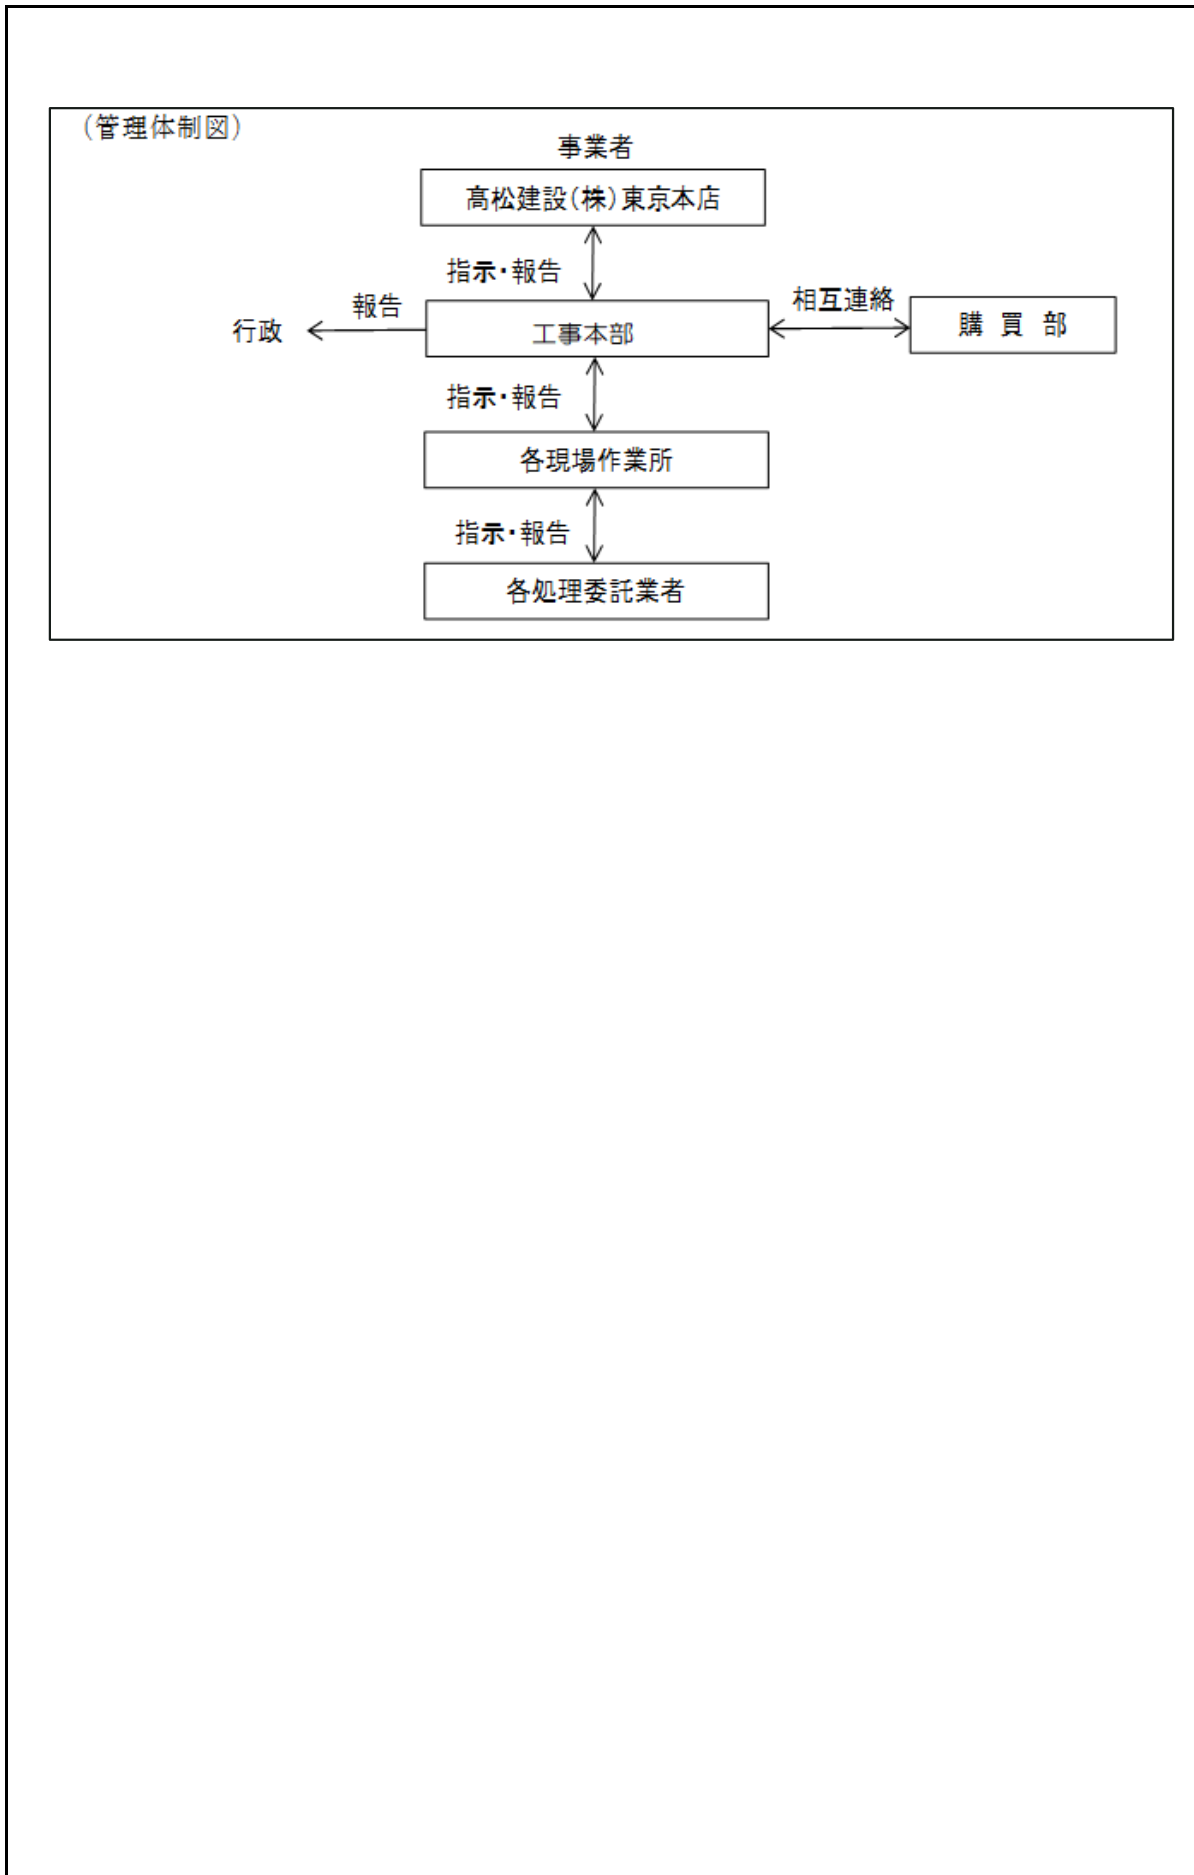 （管理体制図）
事業者
髙松建設（株）東京本店
指示・報告
報告
相互連絡
行政
工事本部
購 買 部
指示・報告
各現場作業所
指示・報告
各処理委託業者